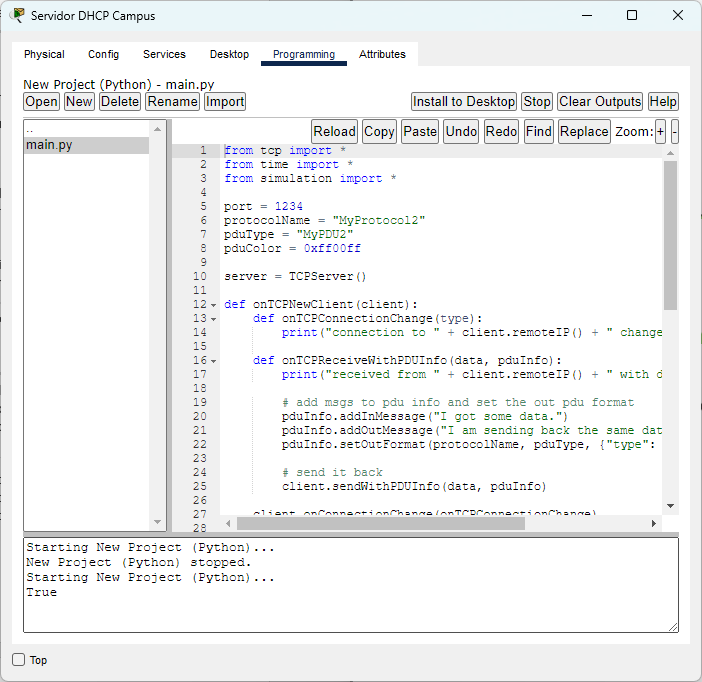 Servidor DHCP Campus
Physical Config Services Desktop Programming Attributes
New Project (Python) - main.py
Open New Delete Rename Import Install to Desktop Stop Clear Outputs Help
Reload Copy Paste Undo Redo Find Replace Zoom: + -
..
main.py
1 from tcp import *
2 from time import *
3 from simulation import *
4
5 port = 1234
6 protocolName = "MyProtocol2"
7 pduType = "MyPDU2"
8 pduColor = 0xff00ff
9
10 server = TCPServer()
11
12 def onTCPNewClient(client):
13     def onTCPConnectionChange(type):
14         print("connection to " + client.remoteIP() + " change
15
16     def onTCPReceiveWithPDUInfo(data, pduInfo):
17         print("received from " + client.remoteIP() + " with d
18
19         # add msgs to pdu info and set the out pdu format
20         pduInfo.addInMessage("I got some data.")
21         pduInfo.addOutMessage("I am sending back the same dat
22         pduInfo.setOutFormat(protocolName, pduType, {"type":
23
24         # send it back
25         client.sendWithPDUInfo(data, pduInfo)
26
27     client.onConnectionChange(onTCPConnectionChange)
28
Starting New Project (Python)...
New Project (Python) stopped.
Starting New Project (Python)...
True
Top